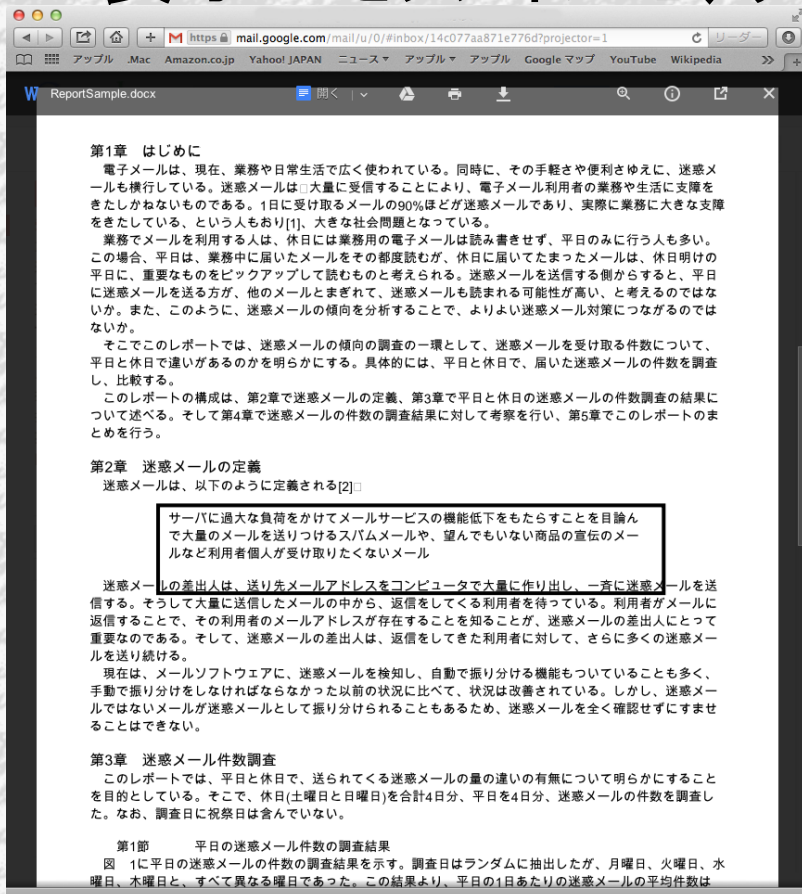 https mail.google.com/mail/u/0/#inbox/14c077aa871e776d?projector=1
リーダー
アップル .Mac Amazon.co.jp Yahoo! JAPAN ニュース▼ アップル▼ アップル Google マップ YouTube Wikipedia
ReportSample.docx 開く
第1章 はじめに
電子メールは、現在、業務や日常生活で広く使われている。同時に、その手軽さや便利さゆえに、迷惑メ
ールも横行している。迷惑メールは□大量に受信することにより、電子メール利用者の業務や生活に支障を
きたしかねないものである。1日に受け取るメールの90%ほどが迷惑メールであり、実際に業務に大きな支障
をきたしている、という人もおり[1]、大きな社会問題となっている。
業務でメールを利用する人は、休日には業務用の電子メールは読み書きせず、平日のみに行う人も多い。
この場合、平日は、業務中に届いたメールをその都度読むが、休日に届いてたまったメールは、休日明けの
平日に、重要なものをピックアップして読むものと考えられる。迷惑メールを送信する側からすると、平日
に迷惑メールを送る方が、他のメールとまぎれて、迷惑メールも読まれる可能性が高い、と考えるのではな
いか。また、このように、迷惑メールの傾向を分析することで、よりよい迷惑メール対策につながるのでは
ないか。
そこでこのレポートでは、迷惑メールの傾向の調査の一環として、迷惑メールを受け取る件数について、
平日と休日で違いがあるのかを明らかにする。具体的には、平日と休日で、届いた迷惑メールの件数を調査
し、比較する。
このレポートの構成は、第2章で迷惑メールの定義、第3章で平日と休日の迷惑メールの件数調査の結果に
ついて述べる。そして第4章で迷惑メールの件数の調査結果に対して考察を行い、第5章でこのレポートのま
とめを行う。
第2章 迷惑メールの定義
迷惑メールは、以下のように定義される[2]□
サーバに過大な負荷をかけてメールサービスの機能低下をもたらすことを目論ん
で大量のメールを送りつけるスパムメールや、望んでもいない商品の宣伝のメー
ルなど利用者個人が受け取りたくないメール
迷惑メールの差出人は、送り先メールアドレスをコンピュータで大量に作り出し、一斉に迷惑メールを送
信する。そうして大量に送信したメールの中から、返信をしてくる利用者を待っている。利用者がメールに
返信することで、その利用者のメールアドレスが存在することを知ることが、迷惑メールの差出人にとって
重要なのである。そして、迷惑メールの差出人は、返信をしてきた利用者に対して、さらに多くの迷惑メー
ルを送り続ける。
現在は、メールソフトウェアに、迷惑メールを検知し、自動で振り分ける機能もついていることも多く、
手動で振り分けをしなければならなかった以前の状況に比べて、状況は改善されている。しかし、迷惑メー
ルではないメールが迷惑メールとして振り分けられることもあるため、迷惑メールを全く確認せずにすませ
ることはできない。
第3章 迷惑メール件数調査
このレポートでは、平日と休日で、送られてくる迷惑メールの量の違いの有無について明らかにすること
を目的としている。そこで、休日(土曜日と日曜日)を合計4日分、平日を4日分、迷惑メールの件数を調査し
た。なお、調査日に祝祭日は含んでいない。
第1節 平日の迷惑メール件数の調査結果
図 1に平日の迷惑メールの件数の調査結果を示す。調査日はランダムに抽出したが、月曜日、火曜日、水
曜日、木曜日と、すべて異なる曜日であった。この結果より、平日の1日あたりの迷惑メールの平均件数は